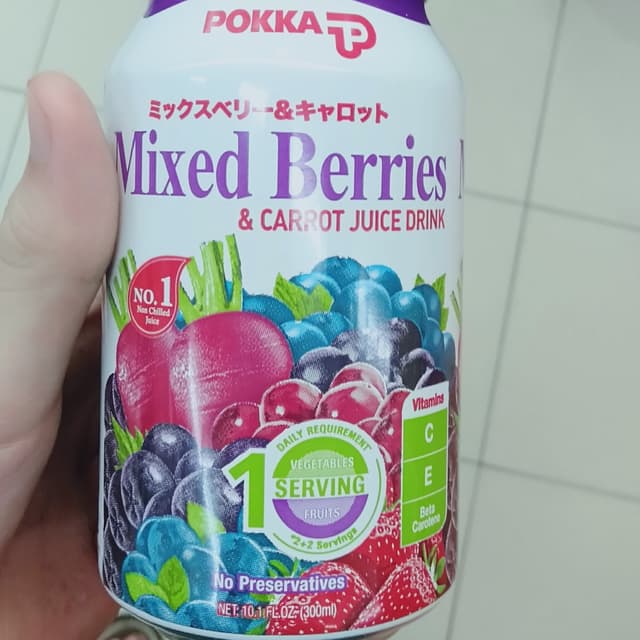 POKKA
ミックスベリー&キャロット
Mixed Berries
& CARROT JUICE DRINK
NO.1
Non Chilled
Juice
Vitamins
C
E
Beta
Carotene
DAILY REQUIREMENT*
VEGETABLES
1 SERVING
FRUITS
*2+2 Servings
No Preservatives
NET. 10.1 FL.OZ (300ml)